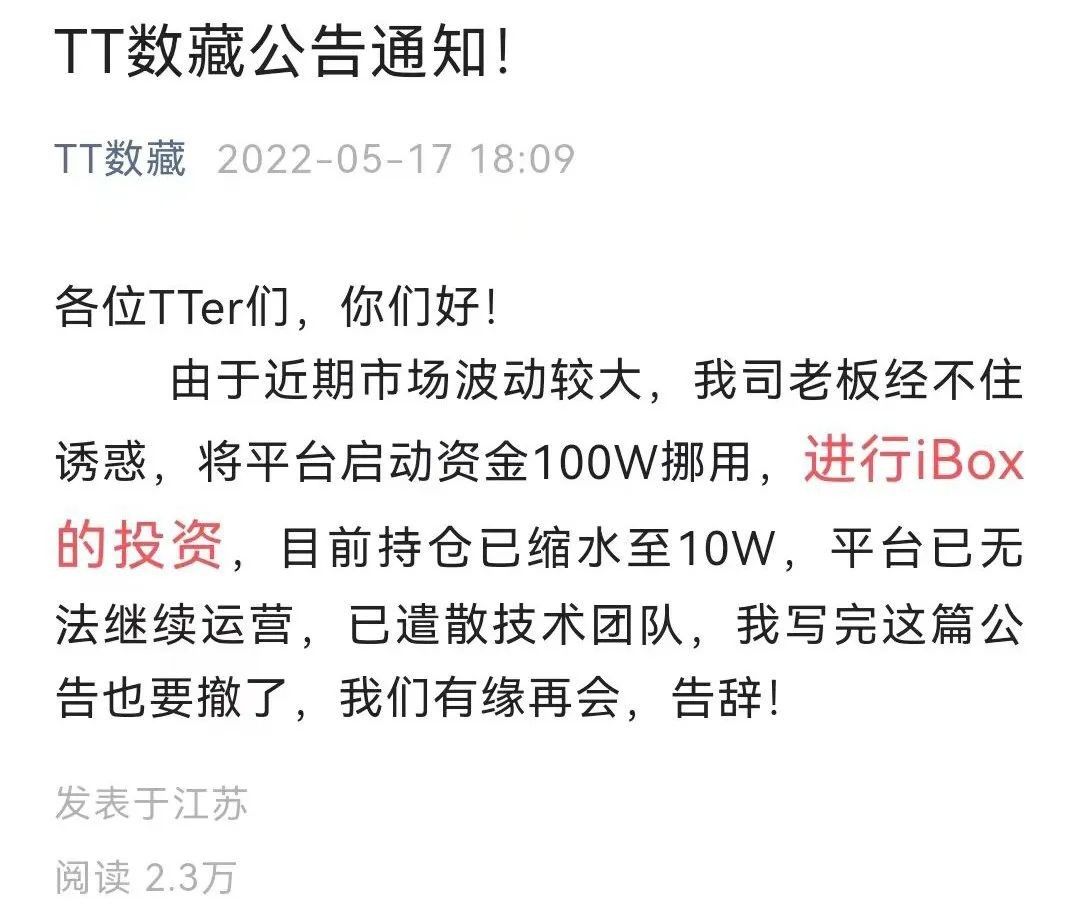 TT数藏公告通知！
TT数藏 2022-05-17 18:09
各位TTer们，你们好！
由于近期市场波动较大，我司老板经不住
诱惑，将平台启动资金100W挪用，进行iBox
的投资，目前持仓已缩水至10W，平台已无
法继续运营，已遣散技术团队，我写完这篇公
告也要撤了，我们有缘再会，告辞！
发表于江苏
阅读 2.3万